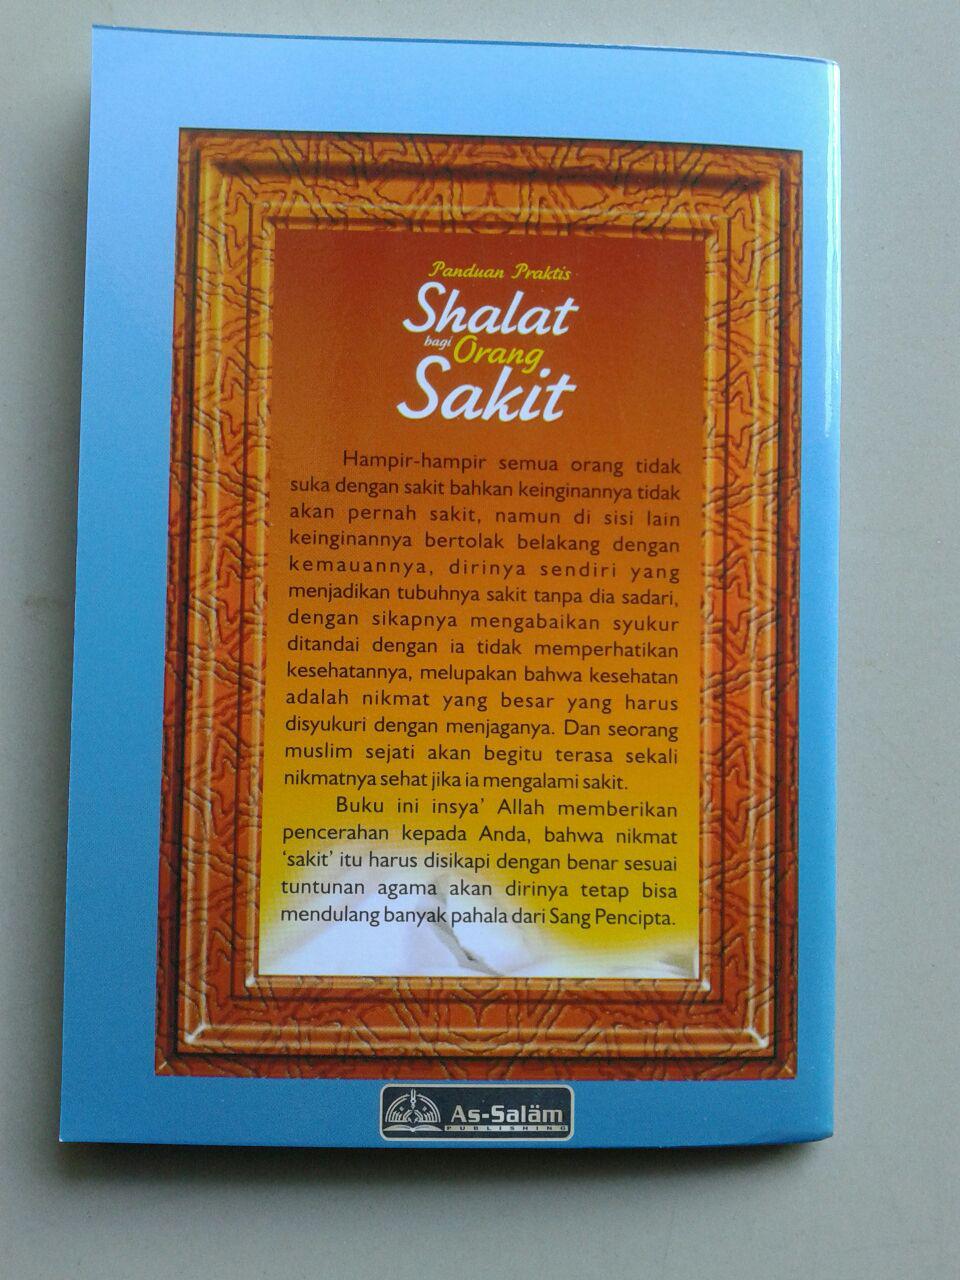 Panduan Praktis
Shalat
bagi Orang
Sakit
Hampir-hampir semua orang tidak
suka dengan sakit bahkan keinginannya tidak
akan pernah sakit, namun di sisi lain
keinginannya bertolak belakang dengan
kemauannya, dirinya sendiri yang
menjadikan tubuhnya sakit tanpa dia sadari,
dengan sikapnya mengabaikan syukur
ditandai dengan ia tidak memperhatikan
kesehatannya, melupakan bahwa kesehatan
adalah nikmat yang besar yang harus
disyukuri dengan menjaganya. Dan seorang
muslim sejati akan begitu terasa sekali
nikmatnya sehat jika ia mengalami sakit.
Buku ini insya' Allah memberikan
pencerahan kepada Anda, bahwa nikmat
‘sakit’ itu harus disikapi dengan benar sesuai
tuntunan agama akan dirinya tetap bisa
mendulang banyak pahala dari Sang Pencipta.
As-Saläm
PUBLISHING